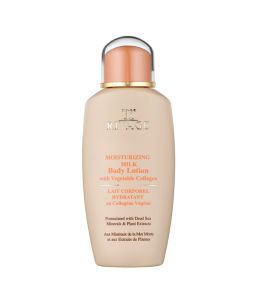 RIVAGE
MOISTURIZING
MILK
Body Lotion
with Vegetable Collagen
LAIT CORPOREL
HYDRATANT
au Collagène Végétal
Formulated with Dead Sea
Minerals & Plant Extracts
Aux Minéraux de la Mer Morte
et aux Extraits de Plantes